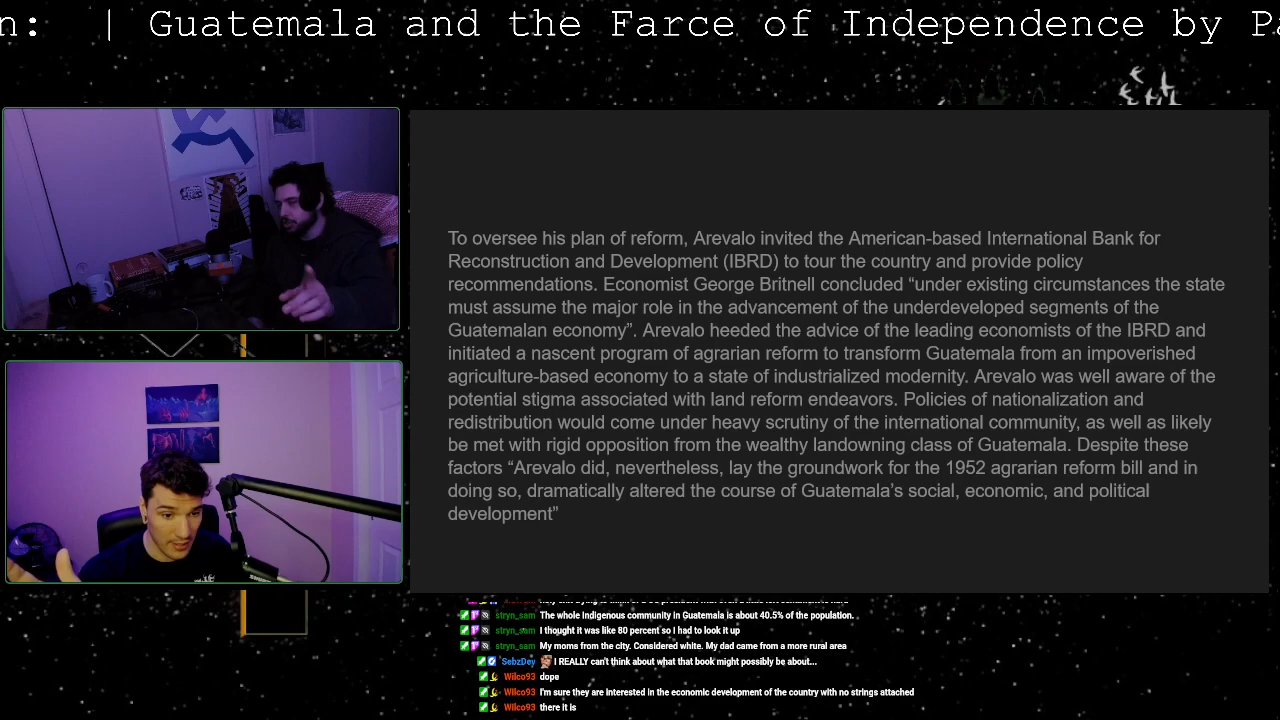 n:   | Guatemala and the Farce of Independence by Pa
To oversee his plan of reform, Arevalo invited the American-based International Bank for
Reconstruction and Development (IBRD) to tour the country and provide policy
recommendations. Economist George Britnell concluded “under existing circumstances the state
must assume the major role in the advancement of the underdeveloped segments of the
Guatemalan economy”. Arevalo heeded the advice of the leading economists of the IBRD and
initiated a nascent program of agrarian reform to transform Guatemala from an impoverished
agriculture-based economy to a state of industrialized modernity. Arevalo was well aware of the
potential stigma associated with land reform endeavors. Policies of nationalization and
redistribution would come under heavy scrutiny of the international community, as well as likely
be met with rigid opposition from the wealthy landowning class of Guatemala. Despite these
factors “Arevalo did, nevertheless, lay the groundwork for the 1952 agrarian reform bill and in
doing so, dramatically altered the course of Guatemala’s social, economic, and political
development”
stryn_sam The whole indigenous community in Guatemala is about 40.5% of the population.
stryn_sam I thought it was like 80 percent so I had to look it up
stryn_sam My moms from the city. Considered white. My dad came from a more rural area
SebzDey I REALLY can't think about what that book might possibly be about...
Wilco93 dope
Wilco93 I'm sure they are interested in the economic development of the country with no strings attached
Wilco93 there it is